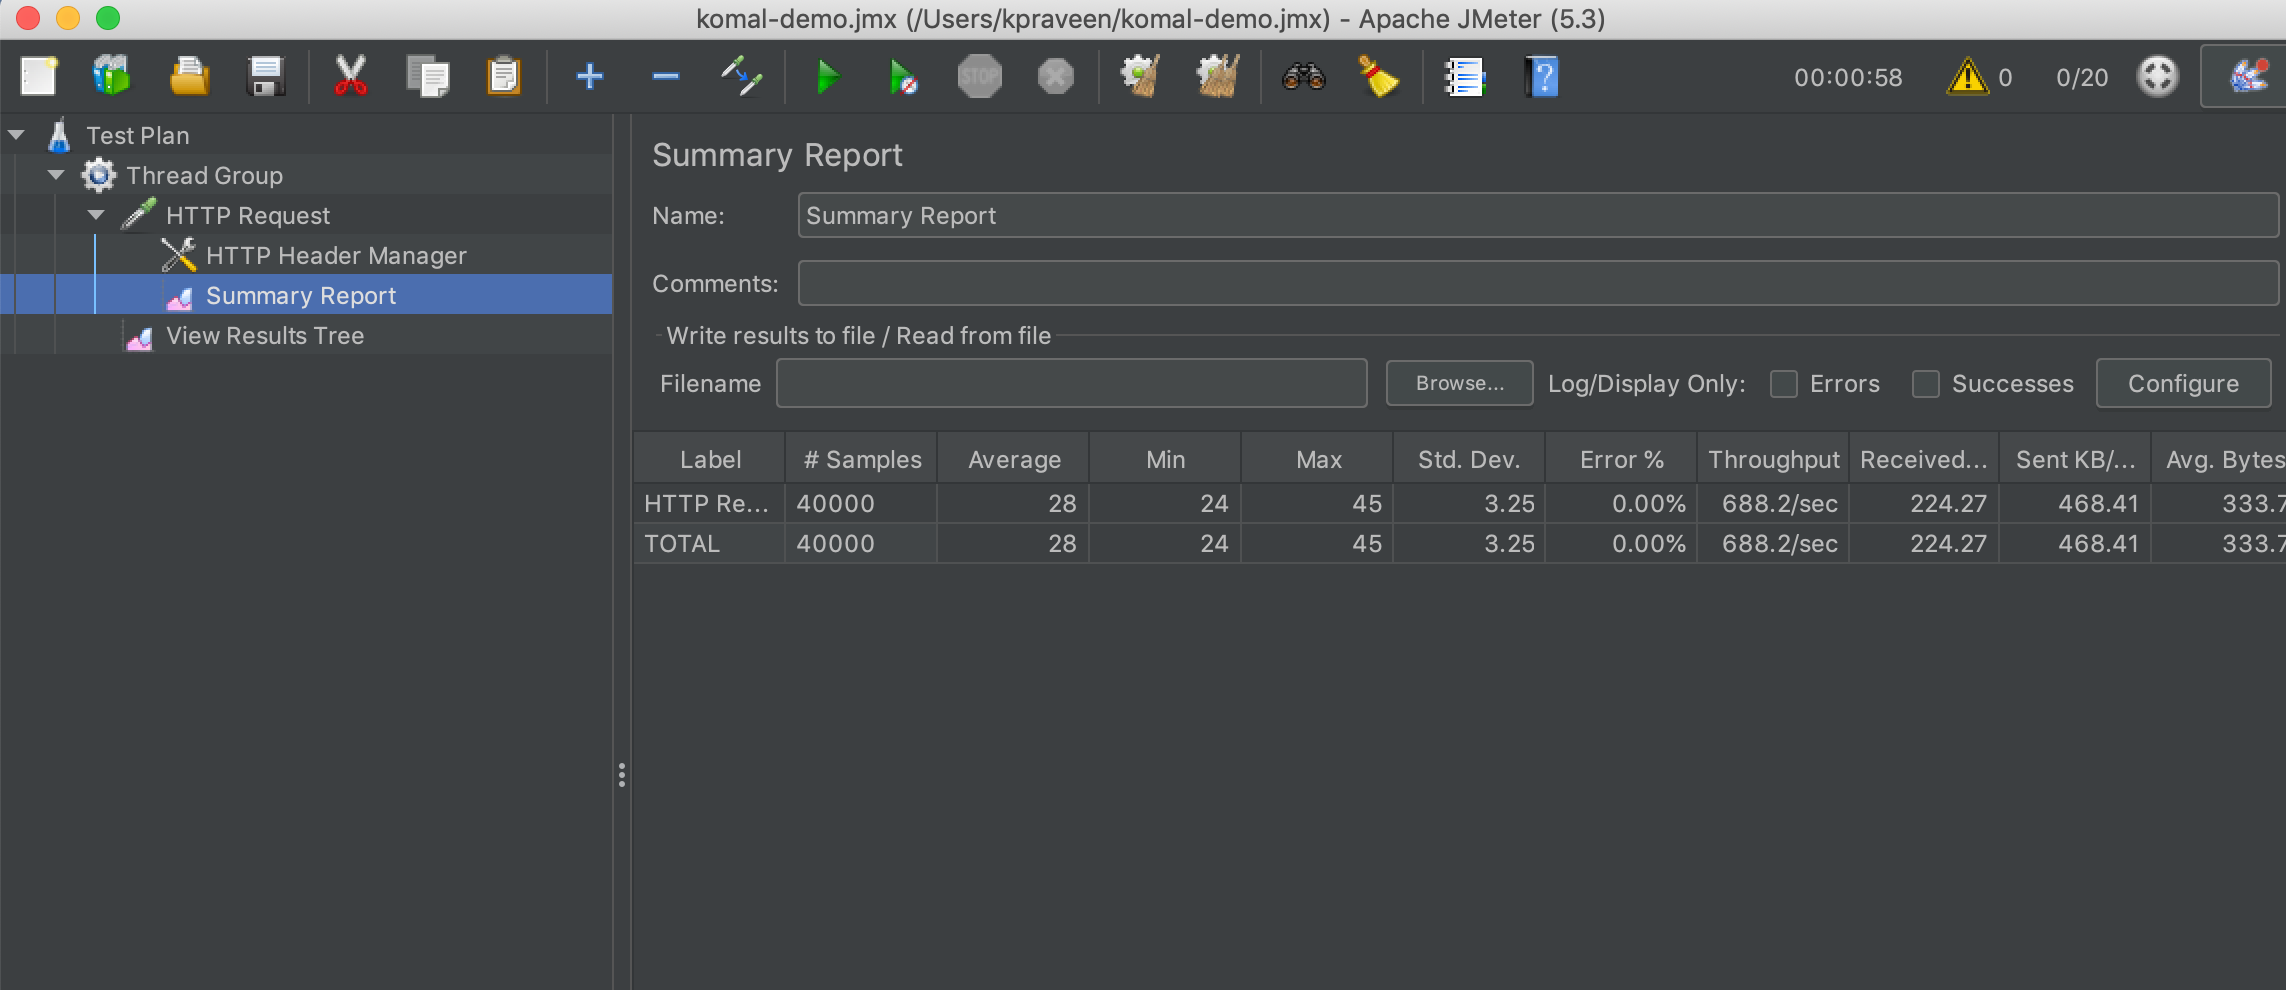 komal-demo.jmx (/Users/kpraveen/komal-demo.jmx) - Apache JMeter (5.3)
STOP
?
00:00:58
0
0/20
Test Plan
Thread Group
HTTP Request
HTTP Header Manager
Summary Report
View Results Tree
Summary Report
Name: Summary Report
Comments:
Write results to file / Read from file
Filename Browse... Log/Display Only: Errors Successes Configure
Label # Samples Average Min Max Std. Dev. Error % Throughput Received... Sent KB/... Avg. Bytes
HTTP Re... 40000 28 24 45 3.25 0.00% 688.2/sec 224.27 468.41 333.7
TOTAL 40000 28 24 45 3.25 0.00% 688.2/sec 224.27 468.41 333.7